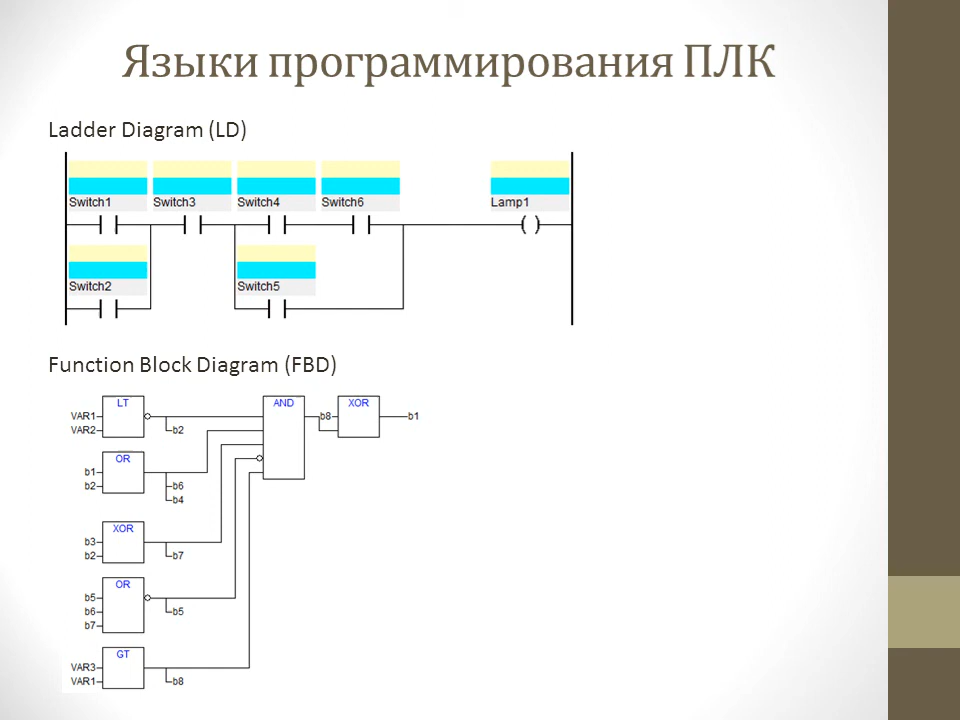 Языки программирования ПЛК
Ladder Diagram (LD)
Switch1 Switch3 Switch4 Switch6 Lamp1
Switch2 Switch5
Function Block Diagram (FBD)
LT AND XOR
VAR1 b8 b1
VAR2 b2
OR
b1
b2 b6
b4
XOR
b3
b2 b7
OR
b5
b6 b5
b7
GT
VAR3
VAR1 b8